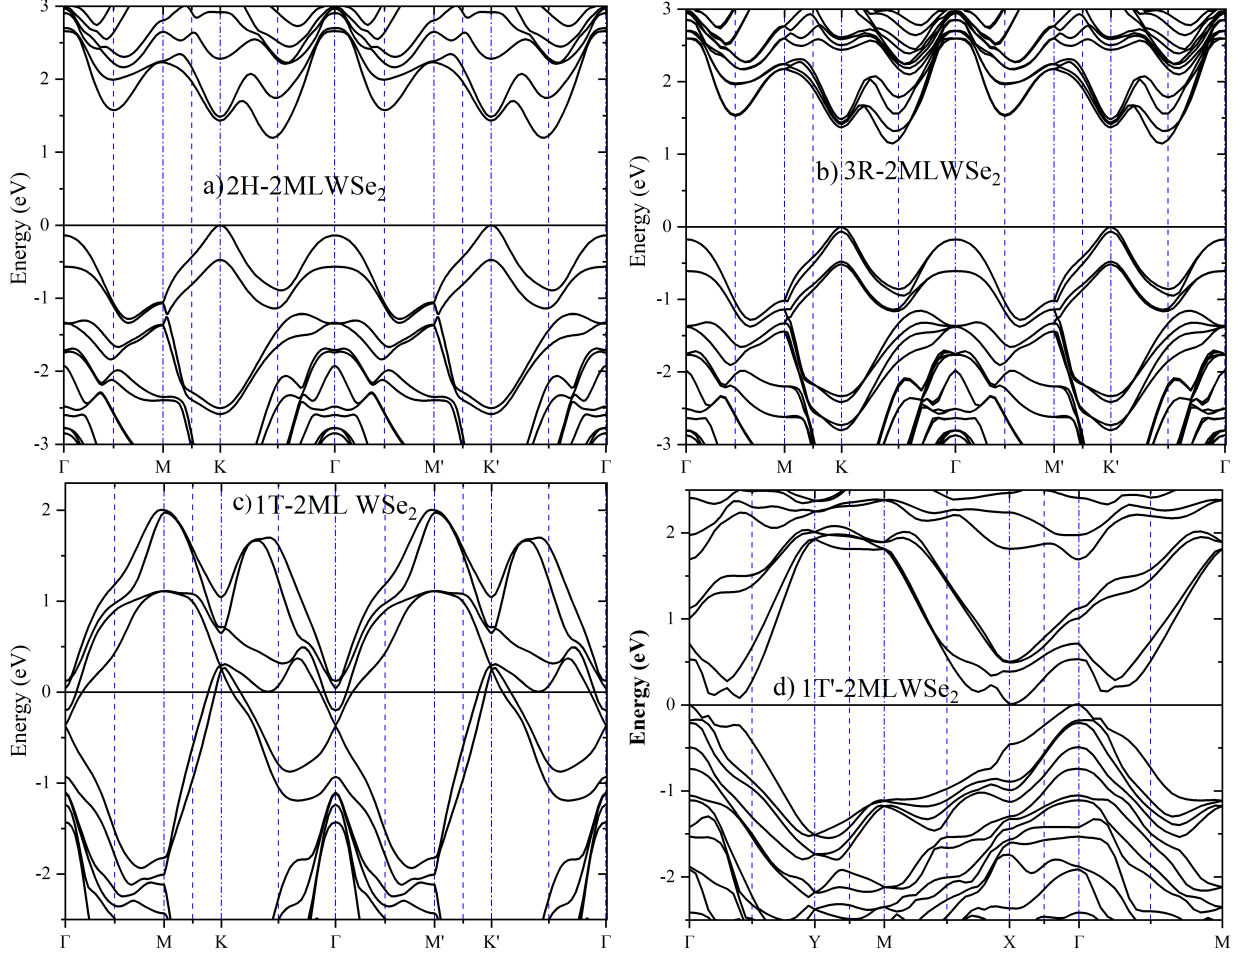 3
2
1
0
-1
-2
-3
Energy (eV)
a) 2H-2MLWSe₂
Γ M K Γ M' K' Γ
3
2
1
0
-1
-2
-3
Energy (eV)
b) 3R-2MLWSe₂
Γ M K Γ M' K' Γ
2
1
0
-1
-2
Energy (eV)
c) 1T-2ML WSe₂
Γ M K Γ M' K' Γ
2
1
0
-1
-2
Energy (eV)
d) 1T'-2MLWSe₂
Γ Y M X Γ M